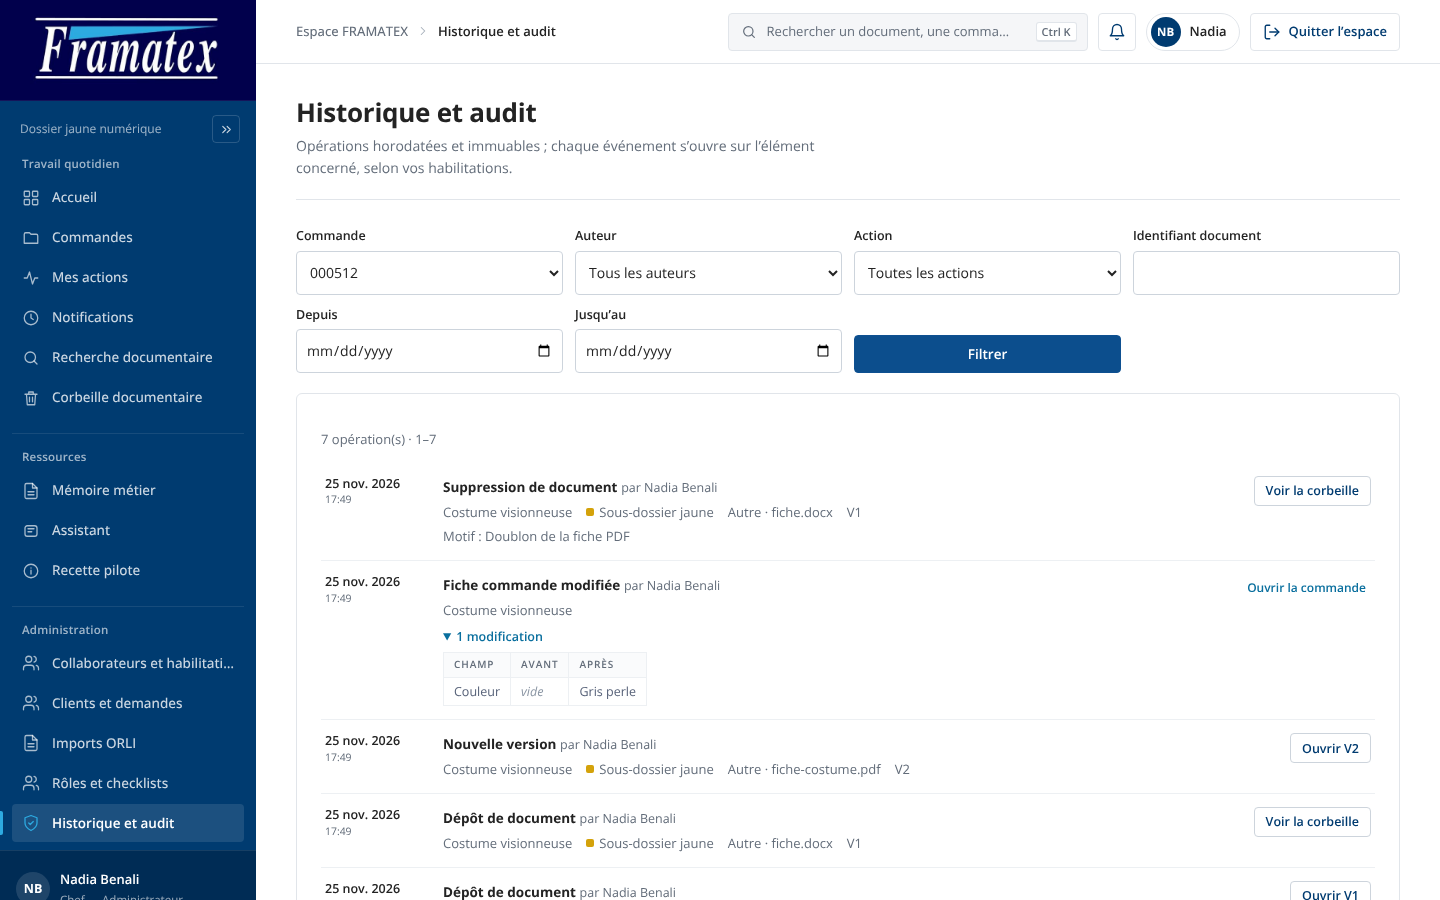 Framatex
Espace FRAMATEX
Historique et audit
Rechercher un document, une comma...
Ctrl K
NB
Nadia
Quitter l'espace
Dossier jaune numérique
Travail quotidien
Accueil
Commandes
Mes actions
Notifications
Recherche documentaire
Corbeille documentaire
Ressources
Mémoire métier
Assistant
Recette pilote
Administration
Collaborateurs et habilitati...
Clients et demandes
Imports ORLI
Rôles et checklists
Historique et audit
NB
Nadia Benali
Historique et audit
Opérations horodatées et immuables ; chaque événement s'ouvre sur l'élément
concerné, selon vos habilitations.
Commande
Auteur
Action
Identifiant document
000512
Tous les auteurs
Toutes les actions
Depuis
Jusqu'au
mm/dd/yyyy
mm/dd/yyyy
Filtrer
7 opération(s) · 1–7
25 nov. 2026
17:49
Suppression de document par Nadia Benali
Costume visionneuse Sous-dossier jaune Autre · fiche.docx V1
Motif : Doublon de la fiche PDF
Voir la corbeille
25 nov. 2026
17:49
Fiche commande modifiée par Nadia Benali
Costume visionneuse
Ouvrir la commande
▼ 1 modification
CHAMP AVANT APRÈS
Couleur vide Gris perle
25 nov. 2026
17:49
Nouvelle version par Nadia Benali
Costume visionneuse Sous-dossier jaune Autre · fiche-costume.pdf V2
Ouvrir V2
25 nov. 2026
17:49
Dépôt de document par Nadia Benali
Costume visionneuse Sous-dossier jaune Autre · fiche.docx V1
Voir la corbeille
25 nov. 2026
Dépôt de document par Nadia Benali
Ouvrir V1